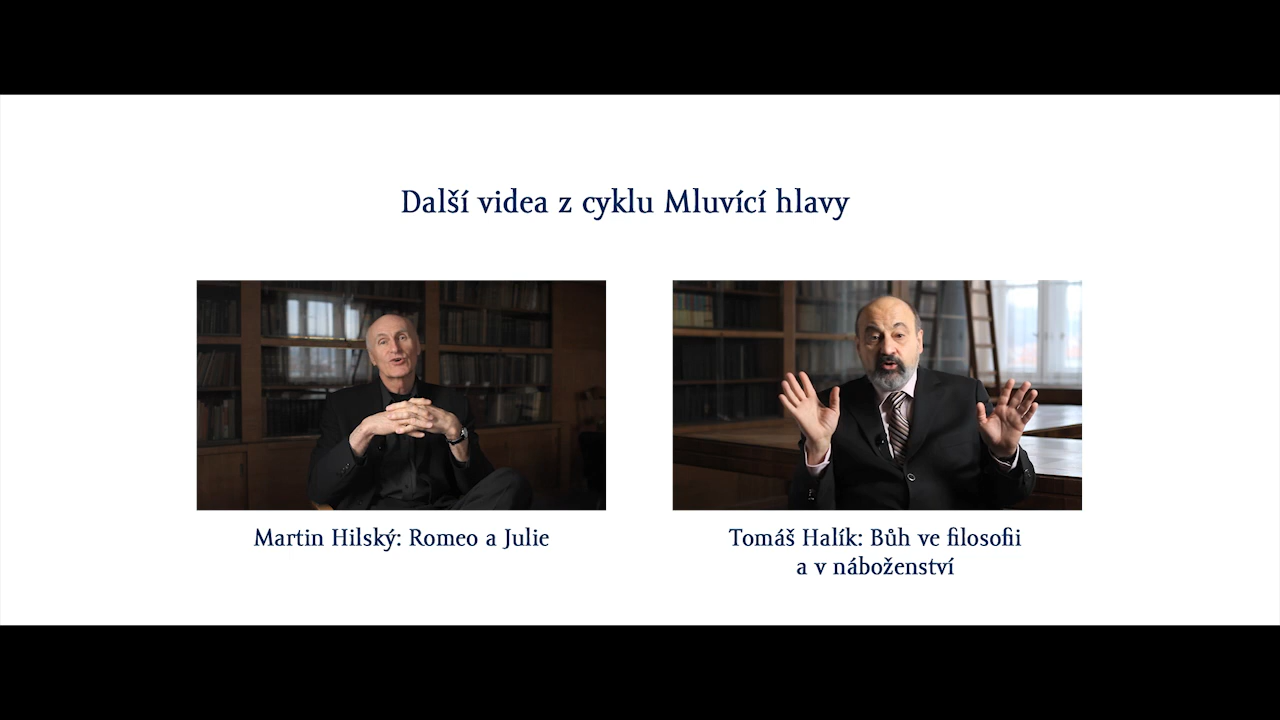 Další videa z cyklu Mluvící hlavy
Martin Hilský: Romeo a Julie
Tomáš Halík: Bůh ve filosofii
a v náboženství